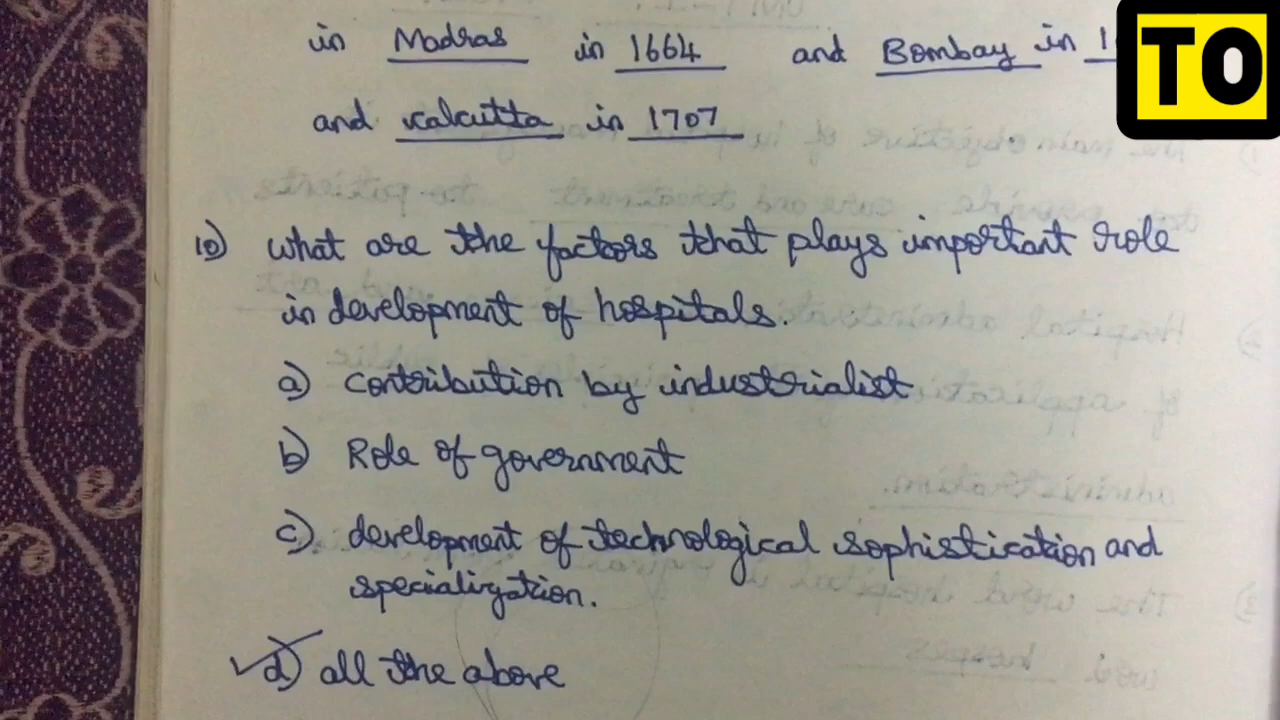 in Madras in 1664 and Bombay in 1
TO
and Calcutta in 1707
10) what are the factors that plays important role
in development of hospitals.
a) contribution by industrialist
b) Role of government
c) development of technological sophistication and
specialization.
d) all the above